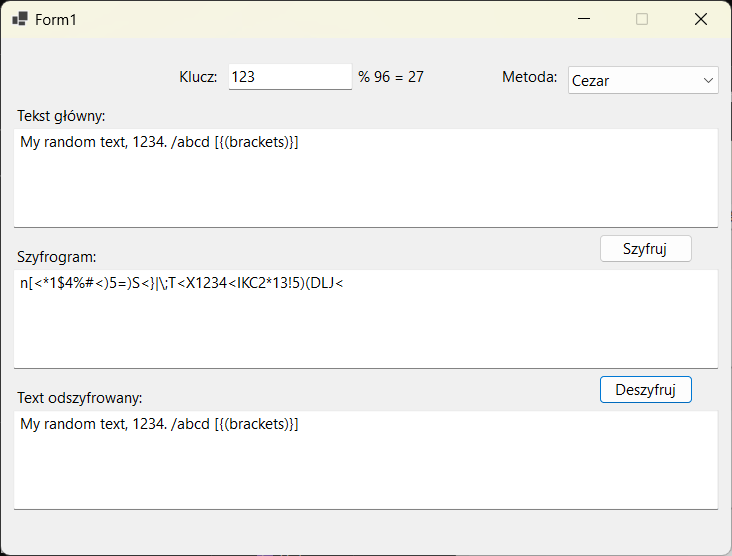 Form1
Klucz: 123 % 96 = 27 Metoda: Cezar
Tekst główny:
My random text, 1234. /abcd [{(brackets)}]
Szyfruj
Szyfrogram:
n[<*1$4%#<)5=)S<}|\;T<X1234<IKC2*13!5)(DLJ<
Deszyfruj
Text odszyfrowany:
My random text, 1234. /abcd [{(brackets)}]